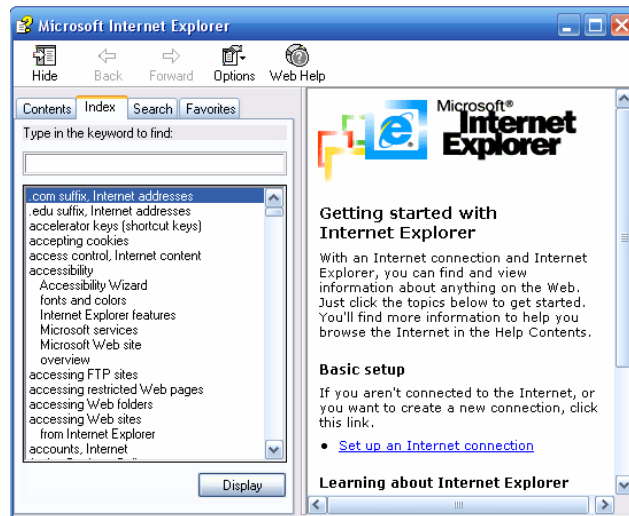 Microsoft Internet Explorer
Hide Back Forward Options Web Help
Contents Index Search Favorites
Type in the keyword to find:
.com suffix, Internet addresses
.edu suffix, Internet addresses
accelerator keys (shortcut keys)
accepting cookies
access control, Internet content
accessibility
Accessibility Wizard
fonts and colors
Internet Explorer features
Microsoft services
Microsoft Web site
overview
accessing FTP sites
accessing restricted Web pages
accessing Web folders
accessing Web sites
from Internet Explorer
accounts, Internet
Display
Microsoft®
Internet
Explorer
Getting started with
Internet Explorer
With an Internet connection and Internet
Explorer, you can find and view
information about anything on the Web.
Just click the topics below to get started.
You'll find more information to help you
browse the Internet in the Help Contents.
Basic setup
If you aren't connected to the Internet, or
you want to create a new connection, click
this link.
• Set up an Internet connection
Learning about Internet Explorer